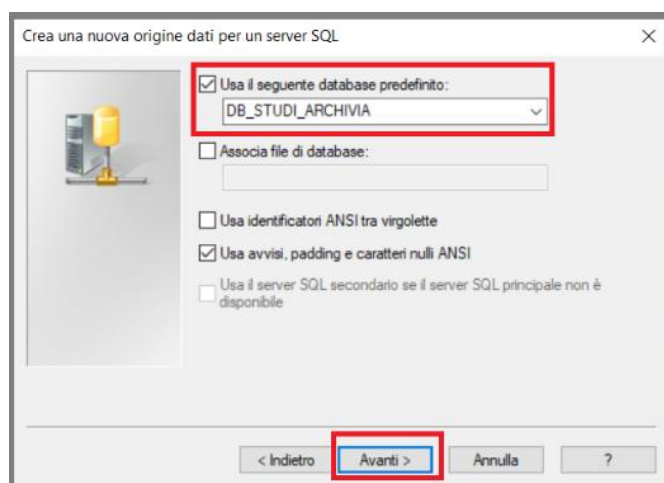 Crea una nuova origine dati per un server SQL
Usa il seguente database predefinito:
DB_STUDI_ARCHIVIA
Associa file di database:
Usa identificatori ANSI tra virgolette
Usa avvisi, padding e caratteri nulli ANSI
Usa il server SQL secondario se il server SQL principale non è
disponibile
< Indietro
Avanti >
Annulla
?